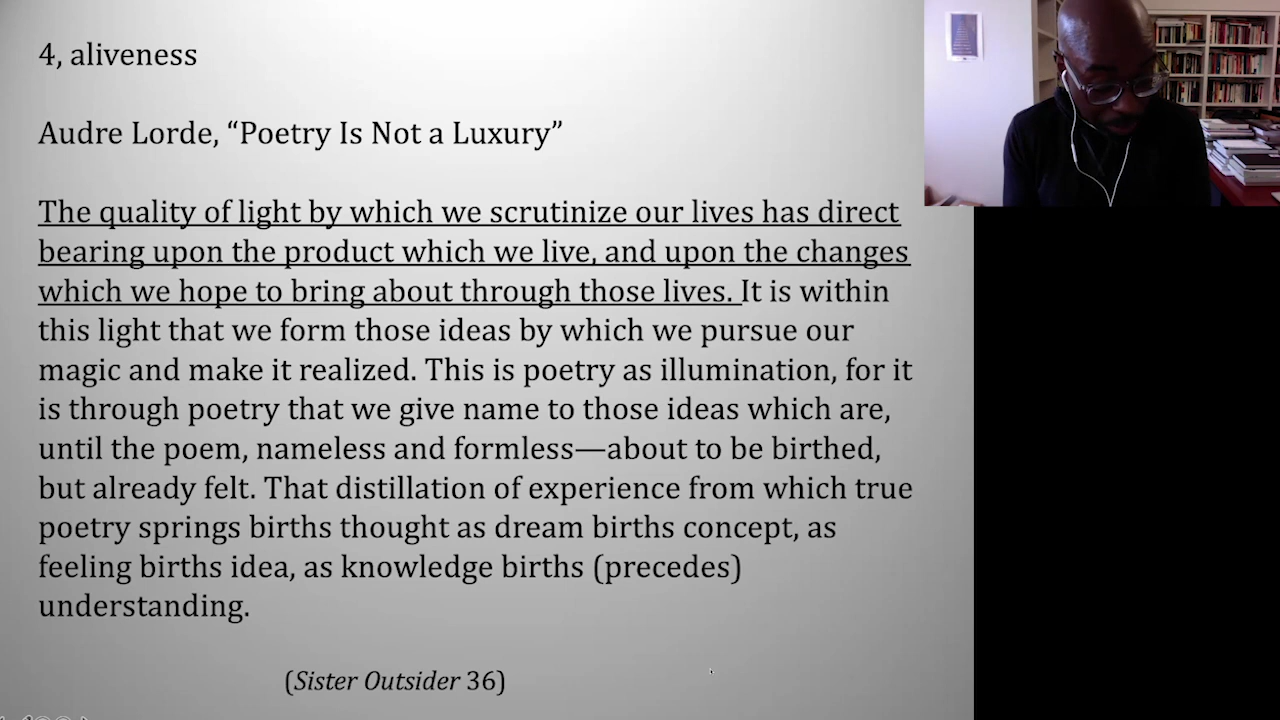 4, aliveness
Audre Lorde, “Poetry Is Not a Luxury”
The quality of light by which we scrutinize our lives has direct
bearing upon the product which we live, and upon the changes
which we hope to bring about through those lives. It is within
this light that we form those ideas by which we pursue our
magic and make it realized. This is poetry as illumination, for it
is through poetry that we give name to those ideas which are,
until the poem, nameless and formless—about to be birthed,
but already felt. That distillation of experience from which true
poetry springs births thought as dream births concept, as
feeling births idea, as knowledge births (precedes)
understanding.
(Sister Outsider 36)